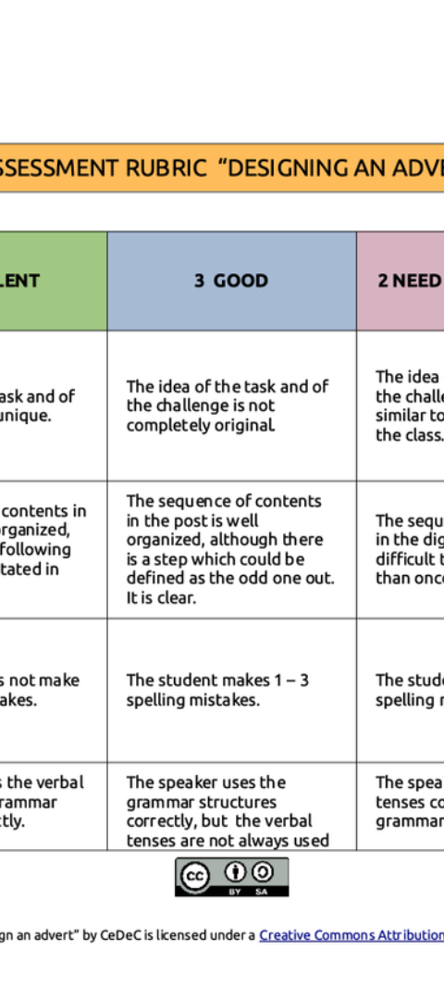 SSESSMENT RUBRIC “DESIGNING AN ADVE
LENT
3 GOOD
2 NEED
ask and of
unique.
The idea of the task and of
the challenge is not
completely original.
The idea
the challe
similar to
the class.
contents in
rganized,
following
tated in
The sequence of contents
in the post is well
organized, although there
is a step which could be
defined as the odd one out.
It is clear.
The sequ
in the dig
difficult t
than onc
s not make
akes.
The student makes 1 – 3
spelling mistakes.
The stude
spelling m
s the verbal
rammar
tly.
The speaker uses the
grammar structures
correctly, but the verbal
tenses are not always used
The spea
tenses co
grammar
cc
BY SA
gn an advert” by CeDeC is licensed under a Creative Commons Attribution